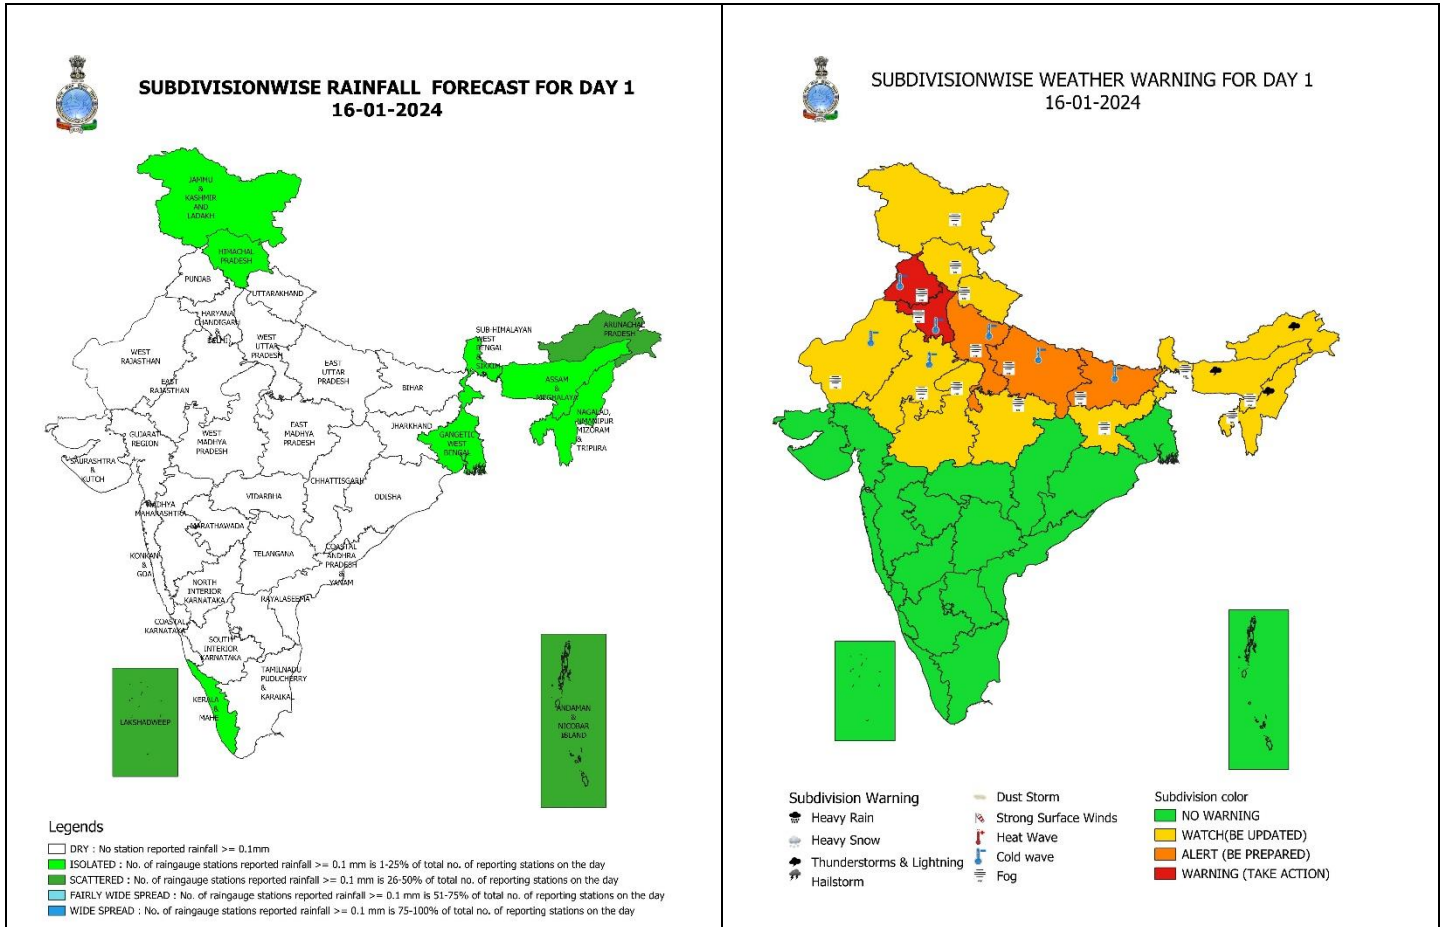 SUBDIVISIONWISE RAINFALL FORECAST FOR DAY 1
16-01-2024
JAMMU
&
KASHMIR
AND
LADAKH
HIMACHAL
PRADESH
PUNJAB
UTTARAKHAND
HARYANA
CHANDIGARH
&
DELHI
WEST
UTTAR
PRADESH
SUB-HIMALAYAN
WEST
BENGAL
&
SIKKIM
ARUNACHAL
PRADESH
WEST
RAJASTHAN
EAST
RAJASTHAN
EAST
UTTAR
PRADESH
BIHAR
ASSAM
&
MEGHALAYA
NAGALAD,
MANIPUR
MIZORAM
&
TRIPURA
GUJARAT
REGION
WEST
MADHYA
PRADESH
EAST
MADHYA
PRADESH
JHARKHAND
GANGETIC
WEST
BENGAL
SAURASHTRA
&
KUTCH
CHHATTISGARH
VIDARBHA
ODISHA
MADHYA
MAHARASHTRA
MARATHAWADA
KONKAN
&
GOA
TELANGANA
COASTAL
ANDHRA
PRADESH
&
YANAM
NORTH
INTERIOR
KARNATAKA
RAYALASEEMA
COASTAL
KARNATAKA
SOUTH
INTERIOR
KARNATAKA
TAMILNADU
PUDUCHERRY
&
KARAIKAL
KERALA
&
MAHE
LAKSHADWEEP
ANDAMAN
&
NICOBAR
ISLAND
Legends
DRY : No station reported rainfall >= 0.1mm
ISOLATED : No. of raingauge stations reported rainfall >= 0.1 mm is 1-25% of total no. of reporting stations on the day
SCATTERED : No. of raingauge stations reported rainfall >= 0.1 mm is 26-50% of total no. of reporting stations on the day
FAIRLY WIDE SPREAD : No. of raingauge stations reported rainfall >= 0.1 mm is 51-75% of total no. of reporting stations on the day
WIDE SPREAD : No. of raingauge stations reported rainfall >= 0.1 mm is 75-100% of total no. of reporting stations on the day
SUBDIVISIONWISE WEATHER WARNING FOR DAY 1
16-01-2024
Subdivision Warning
Heavy Rain
Heavy Snow
Thunderstorms & Lightning
Hailstorm
Dust Storm
Strong Surface Winds
Heat Wave
Cold wave
Fog
Subdivision color
NO WARNING
WATCH(BE UPDATED)
ALERT (BE PREPARED)
WARNING (TAKE ACTION)